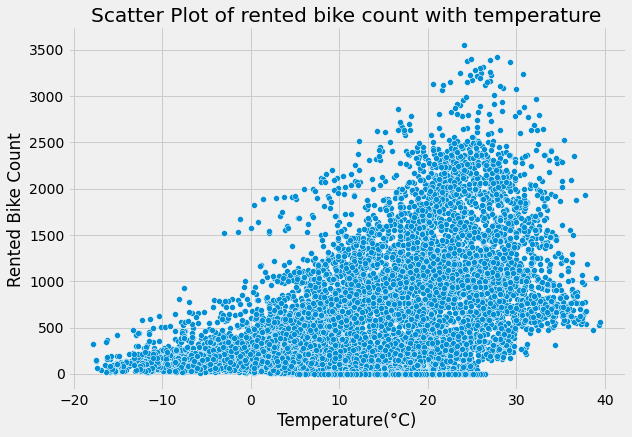 Scatter Plot of rented bike count with temperature
Rented Bike Count
3500
3000
2500
2000
1500
1000
500
0
−20 −10 0 10 20 30 40
Temperature(°C)